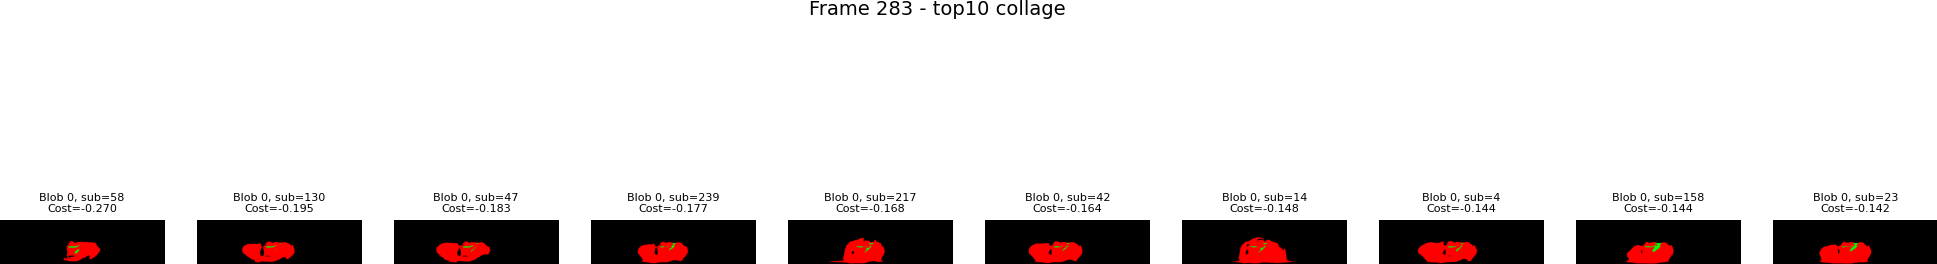 Frame 283 - top10 collage
Blob 0, sub=58
Cost=-0.270
Blob 0, sub=130
Cost=-0.195
Blob 0, sub=47
Cost=-0.183
Blob 0, sub=239
Cost=-0.177
Blob 0, sub=217
Cost=-0.168
Blob 0, sub=42
Cost=-0.164
Blob 0, sub=14
Cost=-0.148
Blob 0, sub=4
Cost=-0.144
Blob 0, sub=158
Cost=-0.144
Blob 0, sub=23
Cost=-0.142